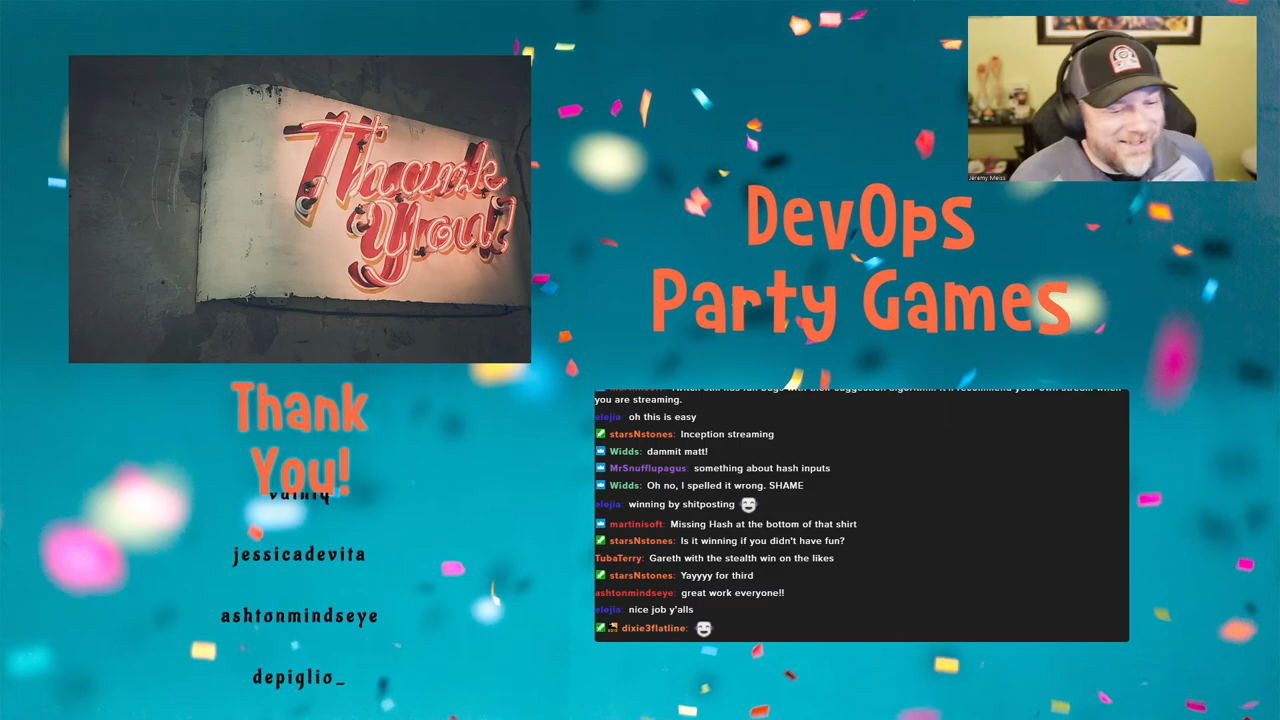 Thank
You!
Jeremy Meiss
DevOps
Party Games
Thank
You!
jessicadevita
ashtonmindseye
depiglio_
you are streaming.
elejia: oh this is easy
starsNstones: Inception streaming
Widds: dammit matt!
MrSnufflupagus: something about hash inputs
Widds: Oh no, I spelled it wrong. SHAME
elejia: winning by shitposting
martinisoft: Missing Hash at the bottom of that shirt
starsNstones: Is it winning if you didn't have fun?
TubaTerry: Gareth with the stealth win on the likes
starsNstones: Yayyyy for third
ashtonmindseye: great work everyone!!
elejia: nice job y'alls
dixie3flatline: